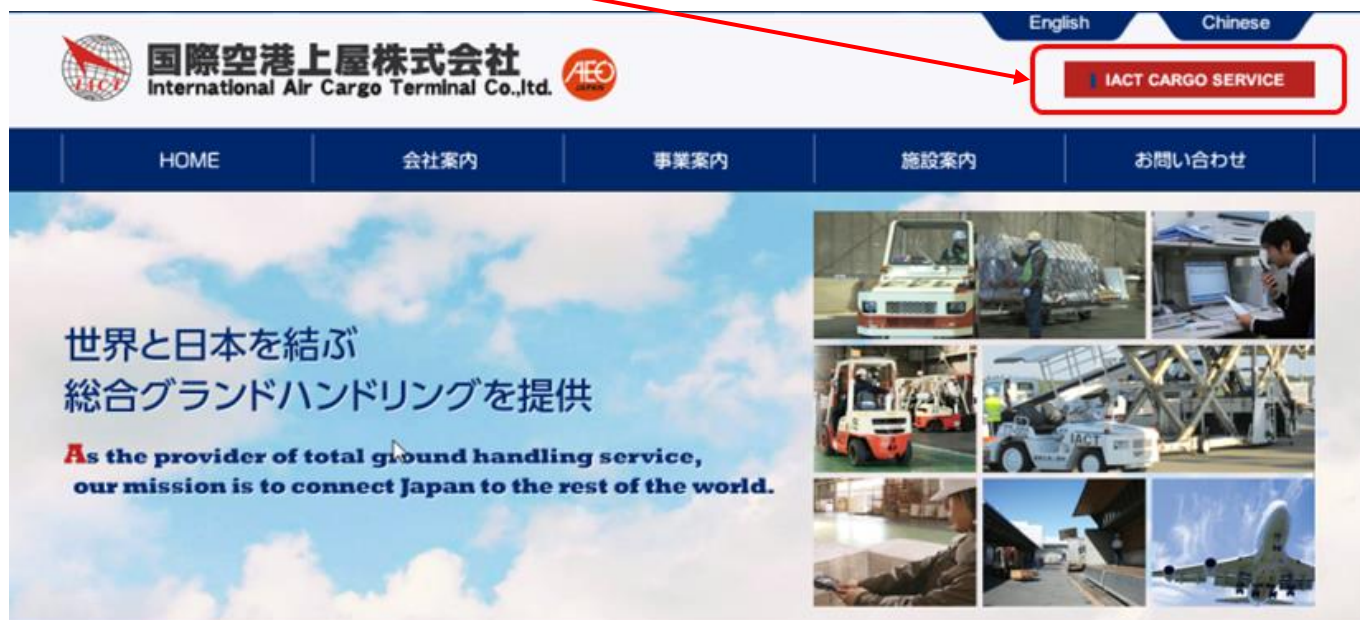 English
Chinese
国際空港上屋株式会社
International Air Cargo Terminal Co.,ltd.
IACT
AEO
JAPAN
IACT CARGO SERVICE
HOME
会社案内
事業案内
施設案内
お問い合わせ
世界と日本を結ぶ
総合グランドハンドリングを提供
As the provider of total ground handling service,
our mission is to connect Japan to the rest of the world.
IACT